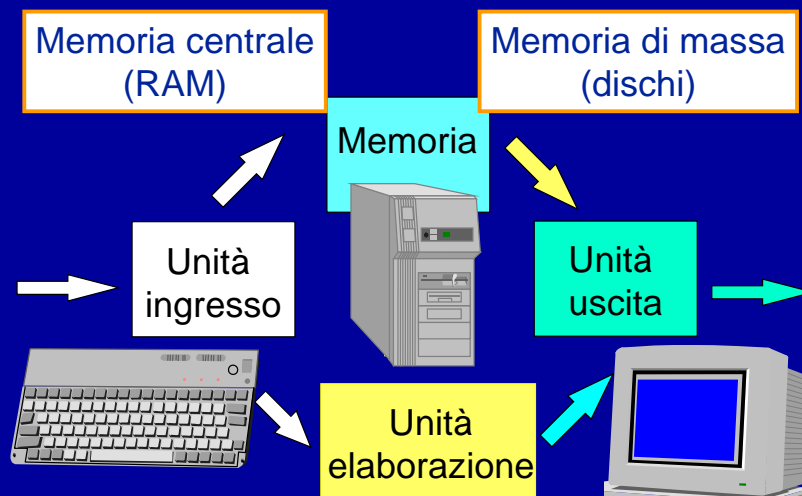 Memoria centrale
(RAM)
Memoria di massa
(dischi)
Memoria
Unità
ingresso
Unità
uscita
Unità
elaborazione